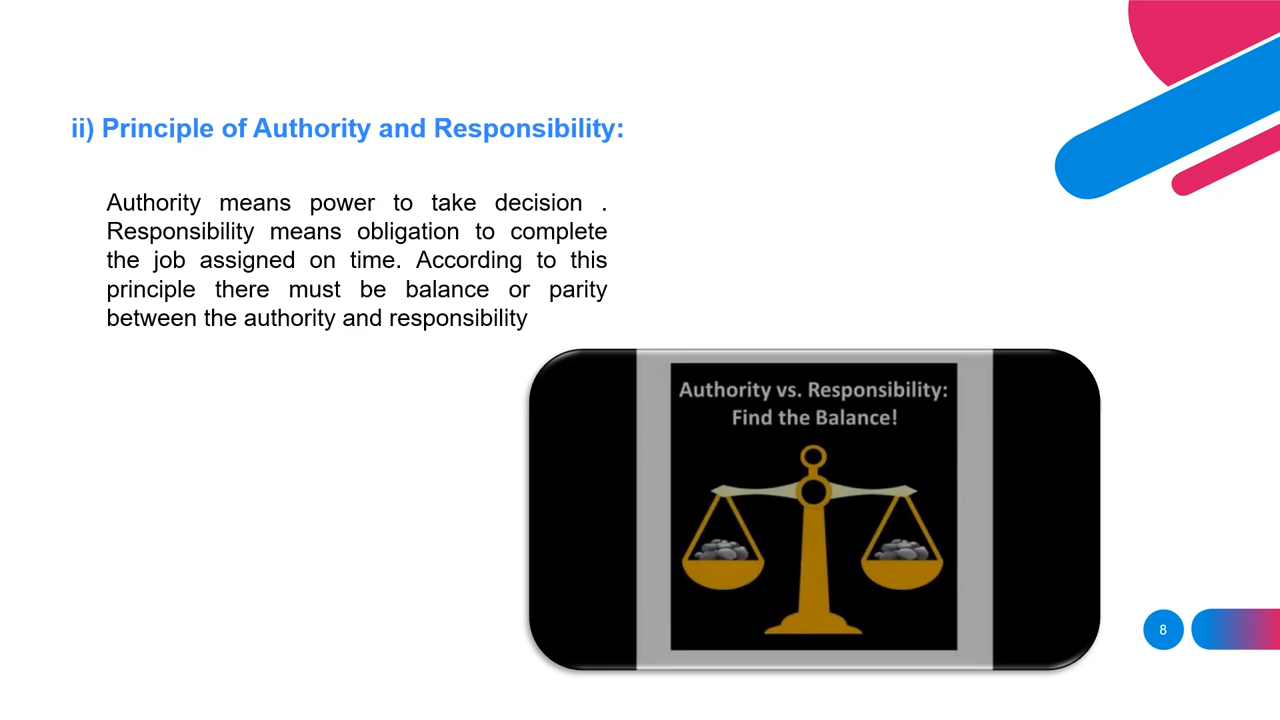 ii) Principle of Authority and Responsibility:
Authority means power to take decision .
Responsibility means obligation to complete
the job assigned on time. According to this
principle there must be balance or parity
between the authority and responsibility
Authority vs. Responsibility:
Find the Balance!
8